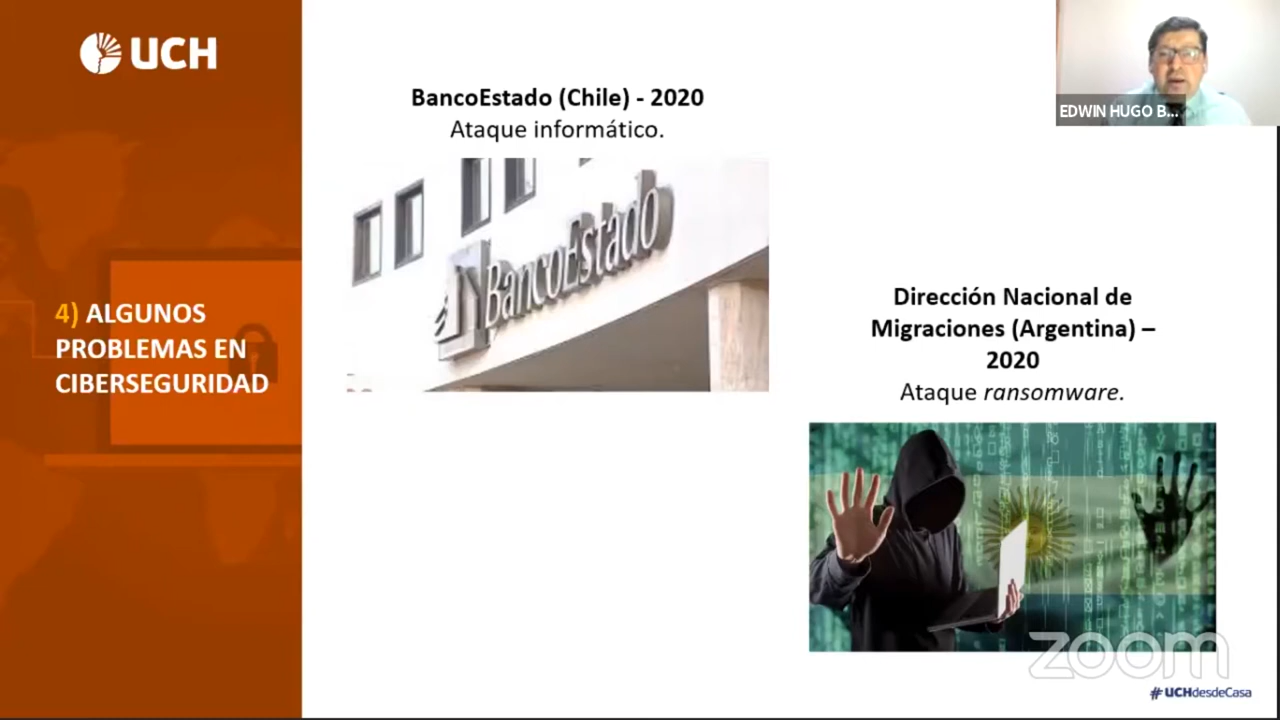 UCH
4) ALGUNOS
PROBLEMAS EN
CIBERSEGURIDAD
BancoEstado (Chile) - 2020
Ataque informático.
BancoEstado
EDWIN HUGO B...
Dirección Nacional de
Migraciones (Argentina) –
2020
Ataque ransomware.
zoom
#UCHdesdeCasa